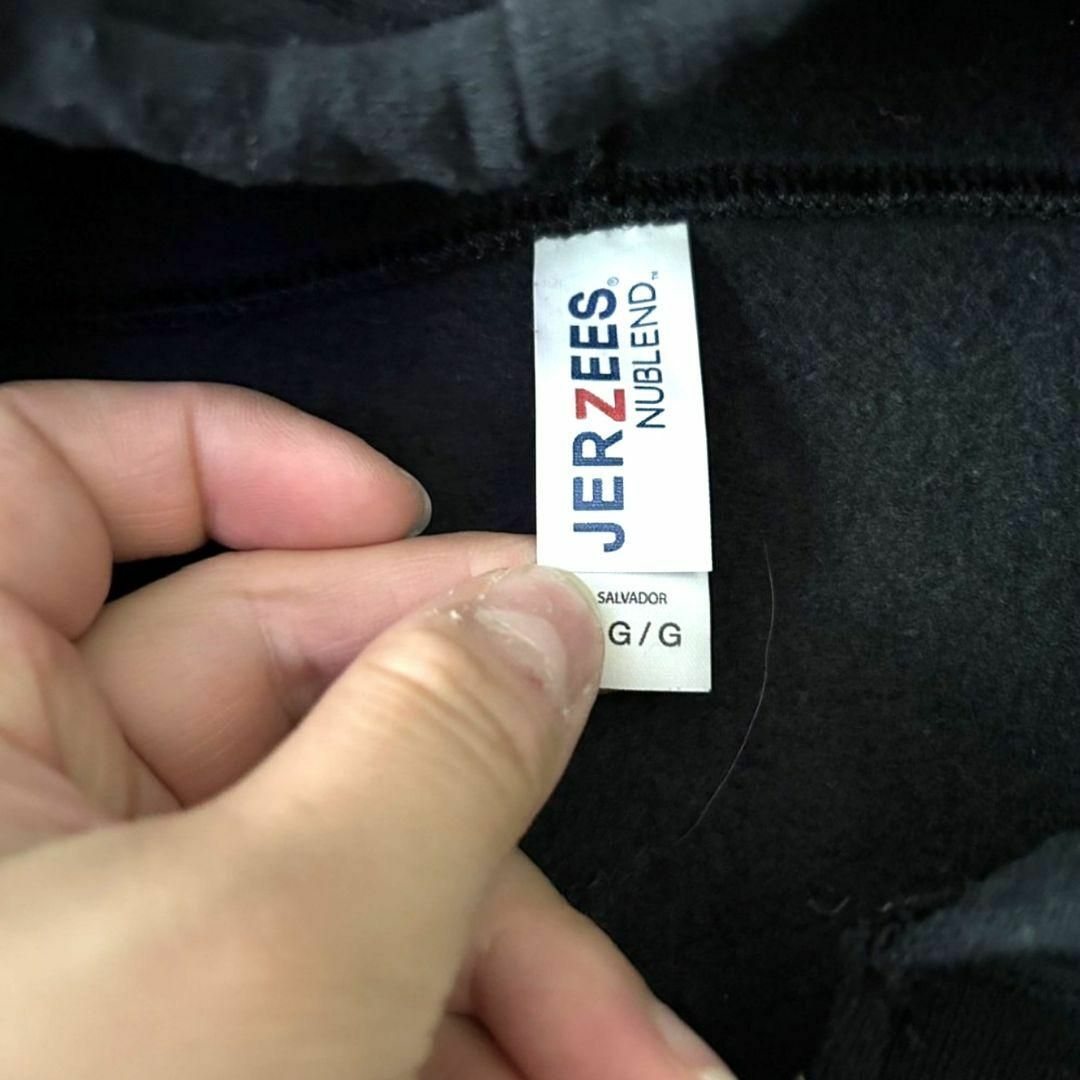 JERZEES®
NUBLEND™
SALVADOR
G / G